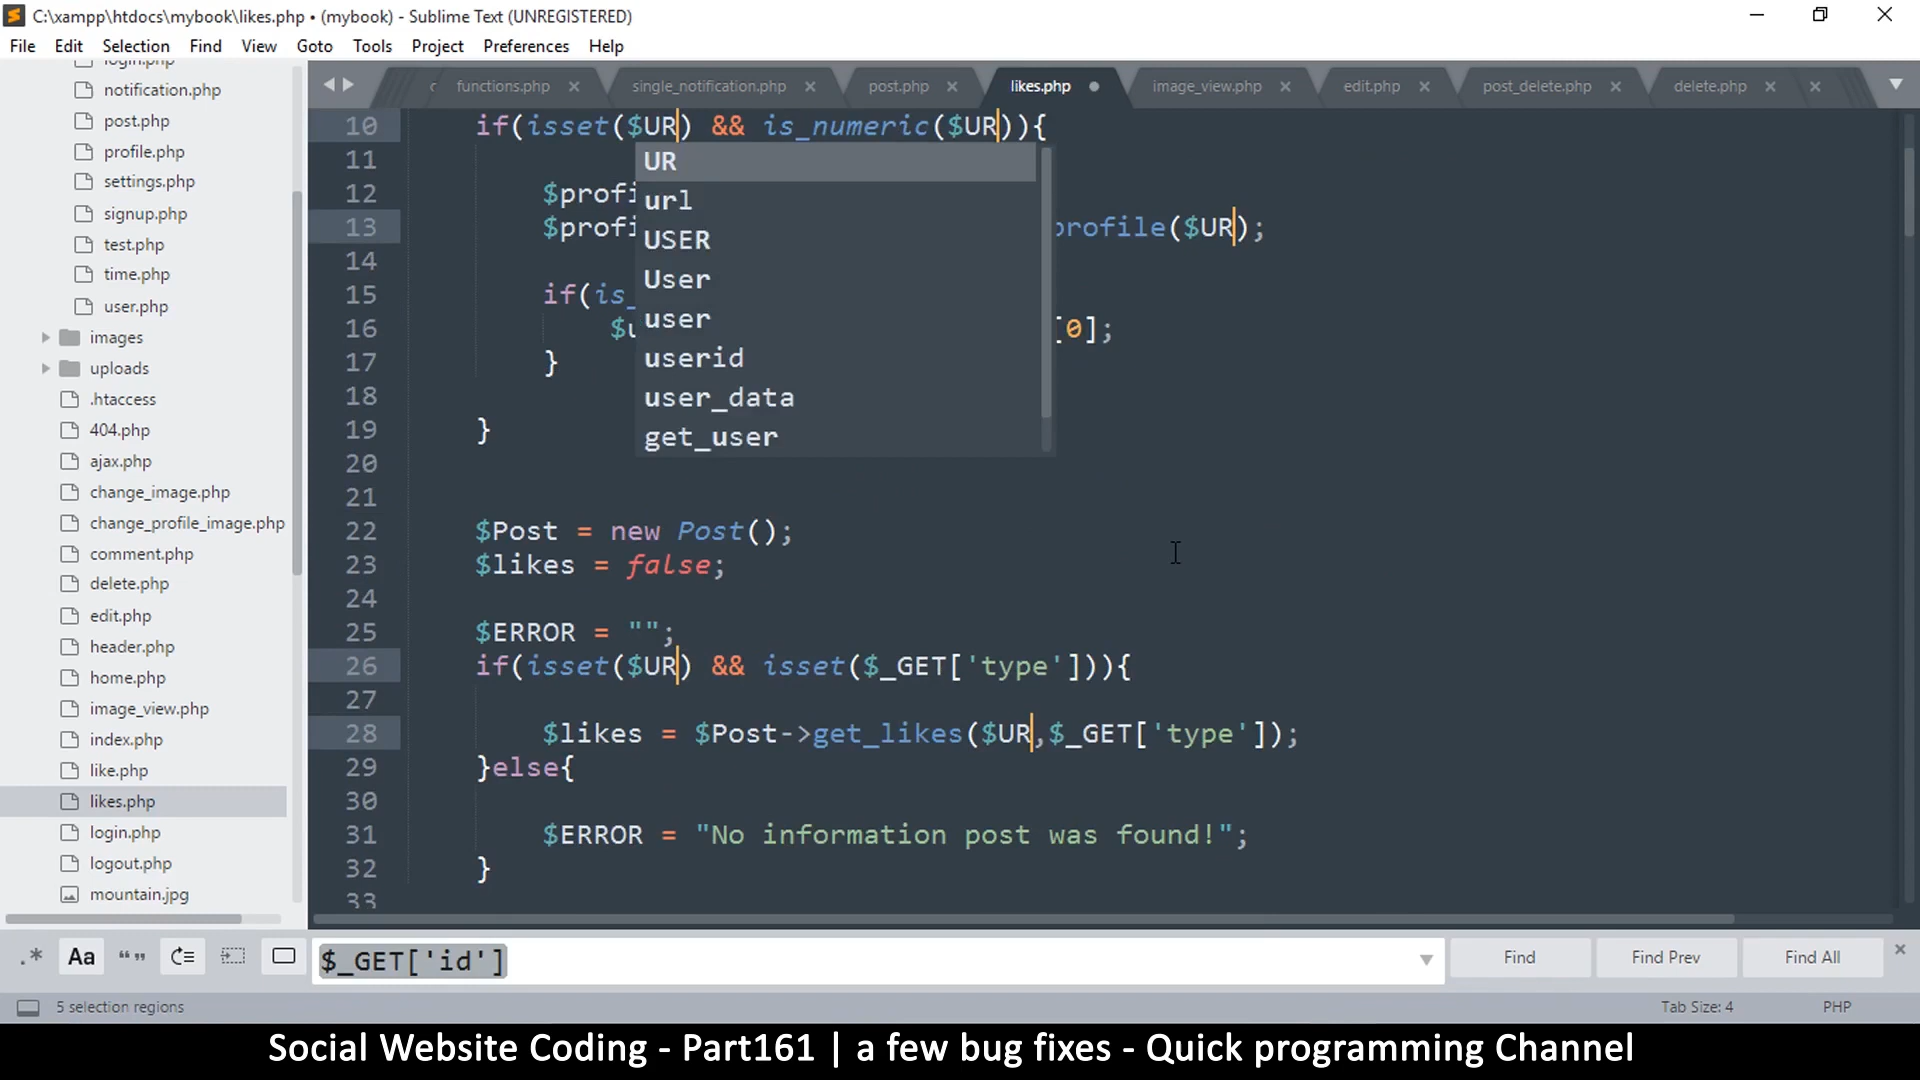 C:\xampp\htdocs\mybook\likes.php • (mybook) - Sublime Text (UNREGISTERED)
File Edit Selection Find View Goto Tools Project Preferences Help
functions.php single_notification.php post.php likes.php image_view.php edit.php post_delete.php delete.php
login.php
notification.php
post.php
profile.php
settings.php
signup.php
test.php
time.php
user.php
images
uploads
.htaccess
404.php
ajax.php
change_image.php
change_profile_image.php
comment.php
delete.php
edit.php
header.php
home.php
image_view.php
index.php
like.php
likes.php
login.php
logout.php
mountain.jpg
10 if(isset($UR) && is_numeric($UR)){
11
12 $profi
13 $profi profile($UR);
14
15 if(is_
16 $u [0];
17 }
18
19 }
20
21
22 $Post = new Post();
23 $likes = false;
24
25 $ERROR = "";
26 if(isset($UR) && isset($_GET['type'])){
27
28 $likes = $Post->get_likes($UR,$_GET['type']);
29 }else{
30
31 $ERROR = "No information post was found!";
32 }
33
UR
url
USER
User
user
userid
user_data
get_user
.* Aa “” $_GET['id'] Find Find Prev Find All
5 selection regions Tab Size: 4 PHP
Social Website Coding - Part161 | a few bug fixes - Quick programming Channel